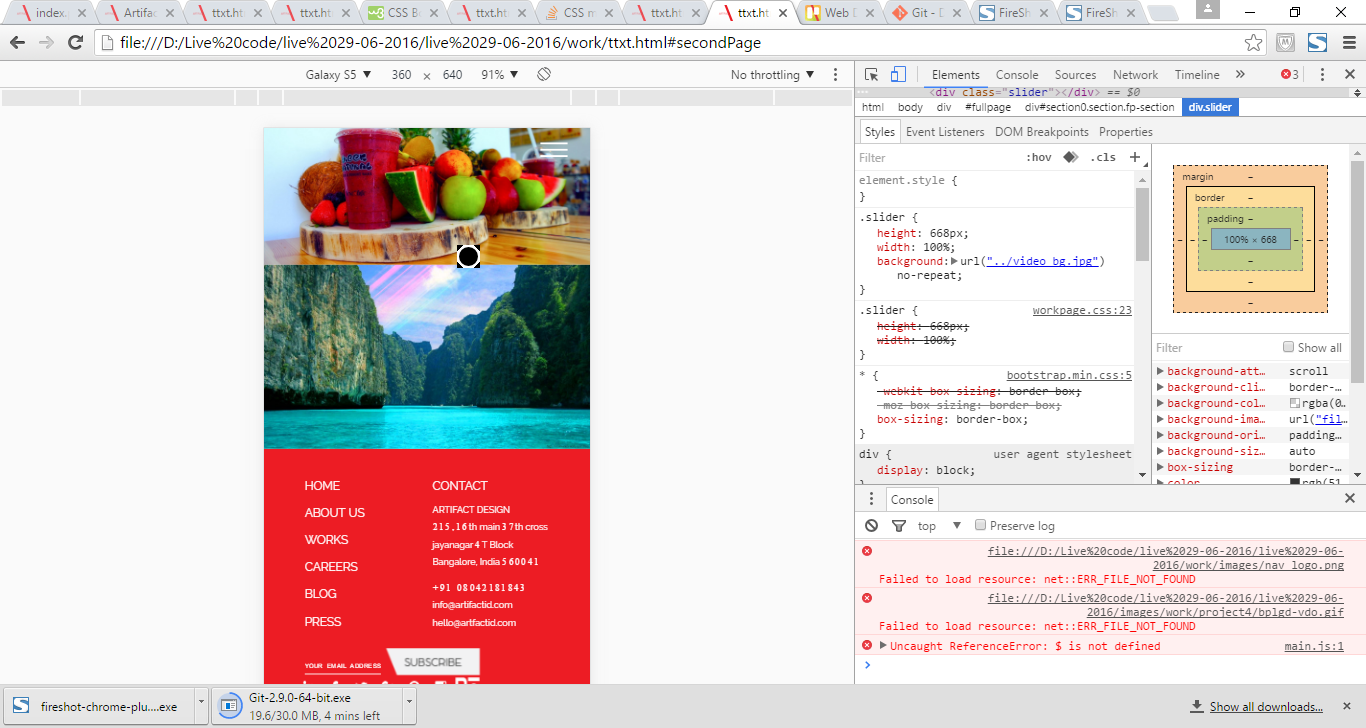 index.
Artifac
ttxt.ht
ttxt.ht
CSS B
ttxt.ht
CSS m
ttxt.ht
ttxt.ht
Web D
Git - D
FireSh
FireSh
file:///D:/Live%20code/live%2029-06-2016/live%2029-06-2016/work/ttxt.html#secondPage
Galaxy S5 ▼ 360 × 640 91% ▼ No throttling ▼
Elements Console Sources Network Timeline » 3
<div class="slider"></div> == $0
html body div #fullpage div#section0.section.fp-section div.slider
Styles Event Listeners DOM Breakpoints Properties
Filter :hov .cls +
element.style {
}
.slider {
height: 668px;
width: 100%;
background: url("../video_bg.jpg")
no-repeat;
}
.slider { workpage.css:23
height: 668px;
width: 100%;
}
* { bootstrap.min.css:5
-webkit-box-sizing: border-box;
-moz-box-sizing: border-box;
box-sizing: border-box;
}
div { user agent stylesheet
display: block;
margin -
border -
padding -
- - - 100% × 668 - - -
-
-
-
Filter Show all
background-att… scroll
background-cli… border-…
background-col… rgba(0…
background-ima… url("fil…
background-ori… padding…
background-siz… auto
box-sizing border-…
color rgb(51
HOME
ABOUT US
WORKS
CAREERS
BLOG
PRESS
CONTACT
ARTIFACT DESIGN
215,16th main 37th cross
jayanagar 4 T Block
Bangalore, India 560041
+91 08042181843
info@artifactid.com
hello@artfactid.com
YOUR EMAIL ADDRESS SUBSCRIBE
Console
top ▼ Preserve log
file:///D:/Live%20code/live%2029-06-2016/live%2029-06-
2016/work/images/nav_logo.png
Failed to load resource: net::ERR_FILE_NOT_FOUND
file:///D:/Live%20code/live%2029-06-2016/live%2029-06-
2016/images/work/project4/bplgd-vdo.gif
Failed to load resource: net::ERR_FILE_NOT_FOUND
Uncaught ReferenceError: $ is not defined main.js:1
fireshot-chrome-plu....exe
Git-2.9.0-64-bit.exe
19.6/30.0 MB, 4 mins left
Show all downloads...